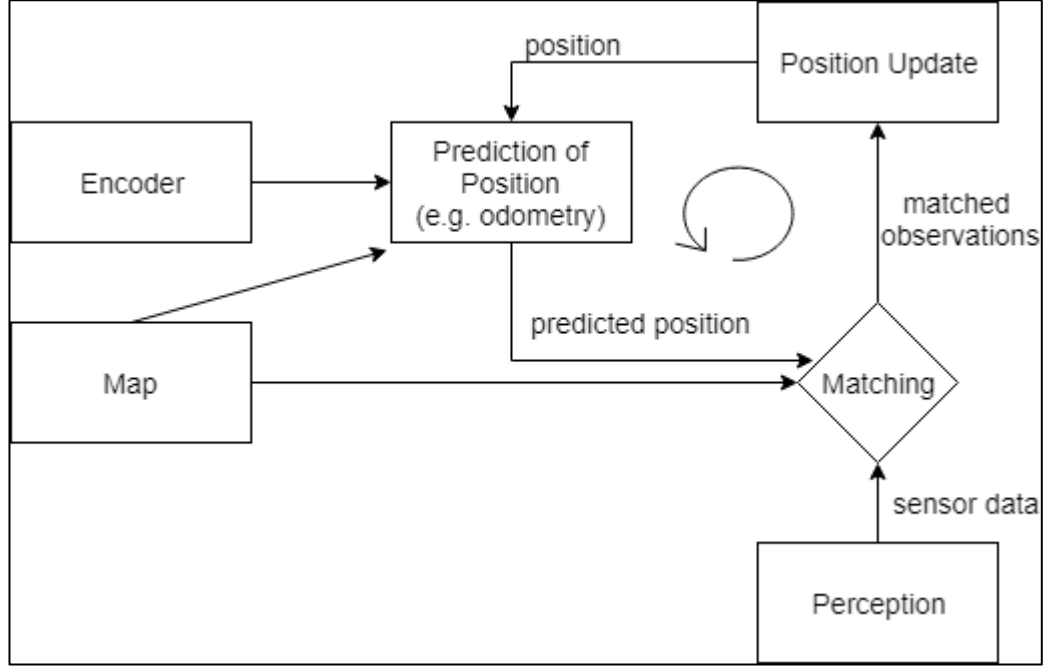 position
Position Update
Encoder
Prediction of
Position
(e.g. odometry)
matched
observations
predicted position
Map
Matching
sensor data
Perception